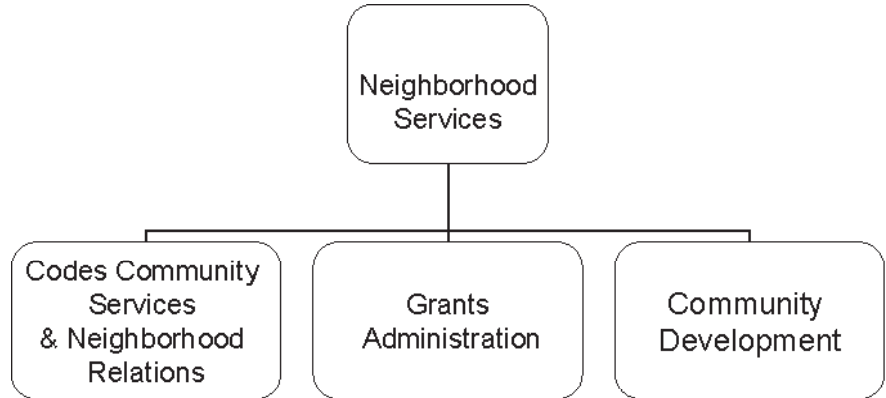 Neighborhood
Services
Codes Community
Services
& Neighborhood
Relations
Grants
Administration
Community
Development